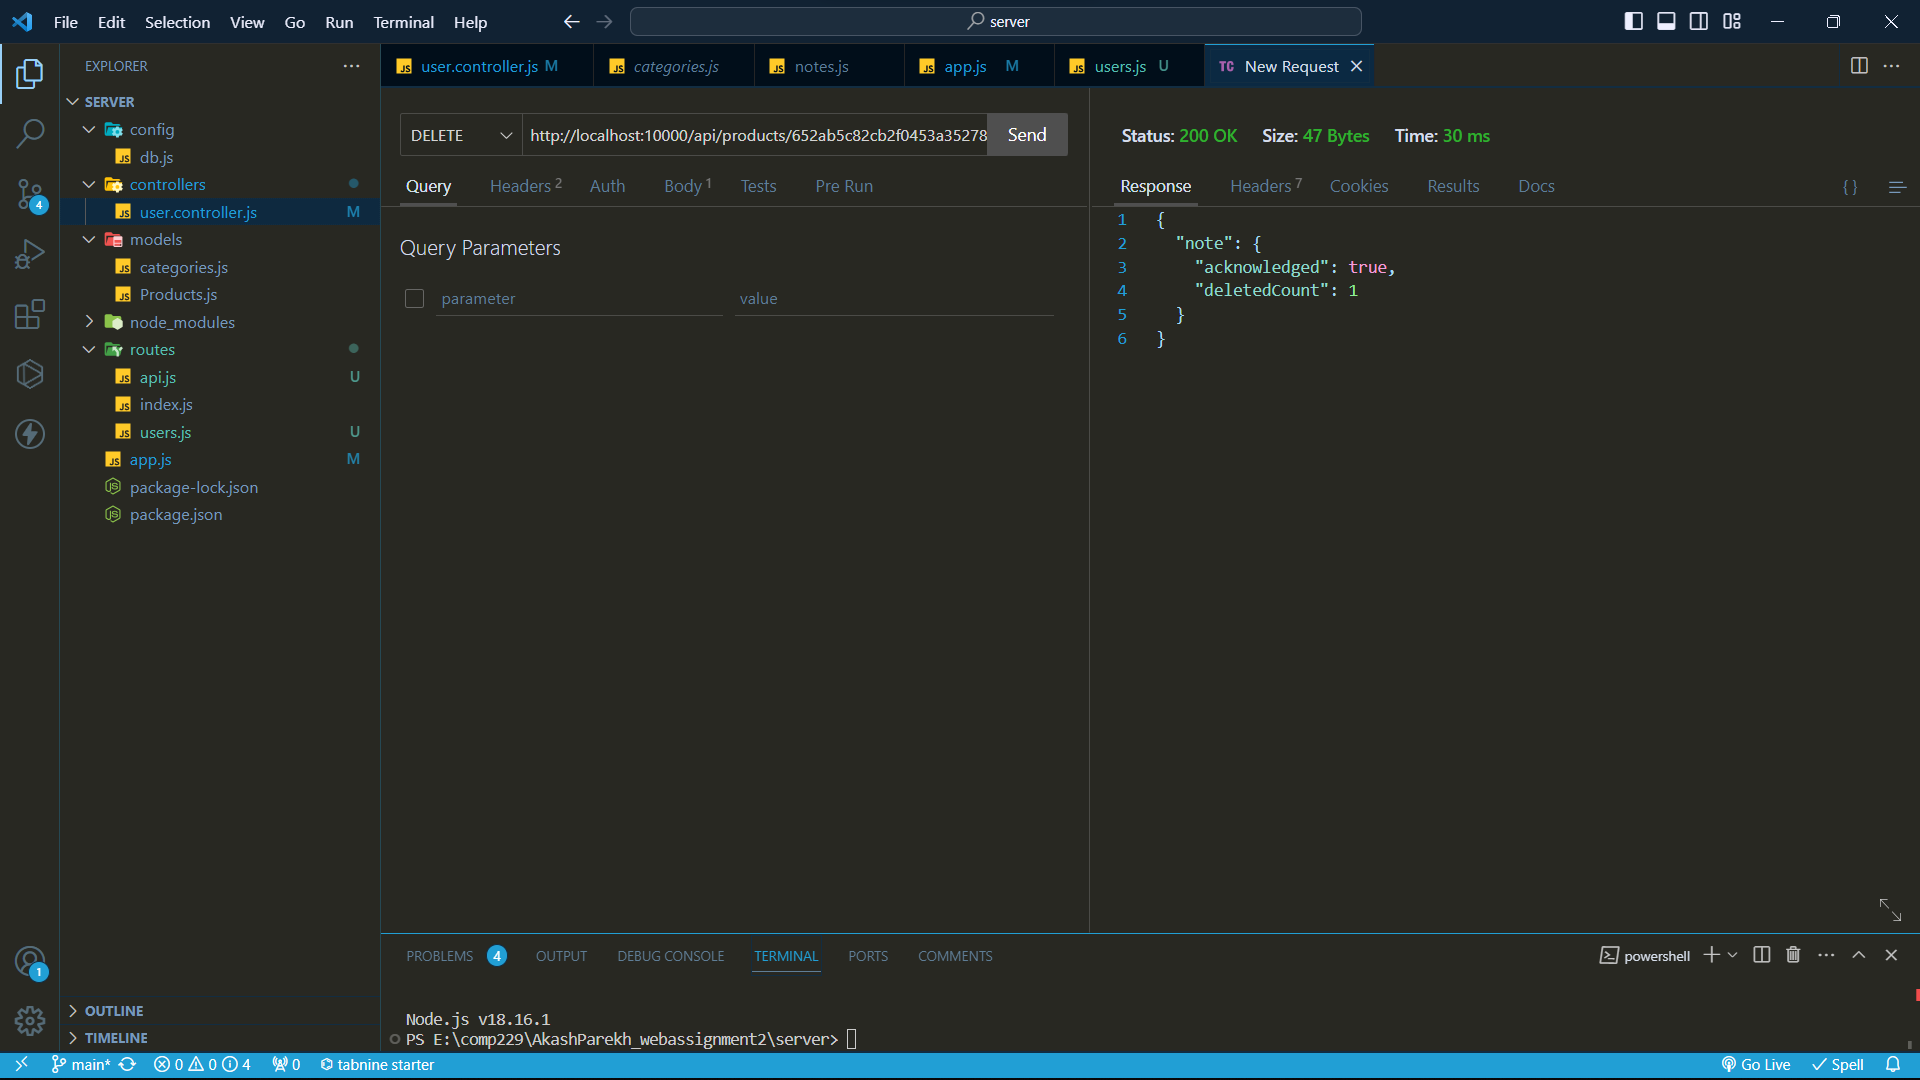 File Edit Selection View Go Run Terminal Help
server
EXPLORER
SERVER
config
db.js
controllers
user.controller.js M
models
categories.js
Products.js
node_modules
routes
api.js U
index.js
users.js U
app.js M
package-lock.json
package.json
OUTLINE
TIMELINE
4
1
user.controller.js M
categories.js
notes.js
app.js M
users.js U
TC New Request
DELETE http://localhost:10000/api/products/652ab5c82cb2f0453a35278 Send
Query Headers 2 Auth Body 1 Tests Pre Run
Query Parameters
parameter value
Status: 200 OK Size: 47 Bytes Time: 30 ms
Response Headers 7 Cookies Results Docs { }
1 {
2 "note": {
3 "acknowledged": true,
4 "deletedCount": 1
5 }
6 }
PROBLEMS 4 OUTPUT DEBUG CONSOLE TERMINAL PORTS COMMENTS
powershell
Node.js v18.16.1
PS E:\comp229\AkashParekh_webassignment2\server>
main* 0 0 4 0 tabnine starter Go Live Spell